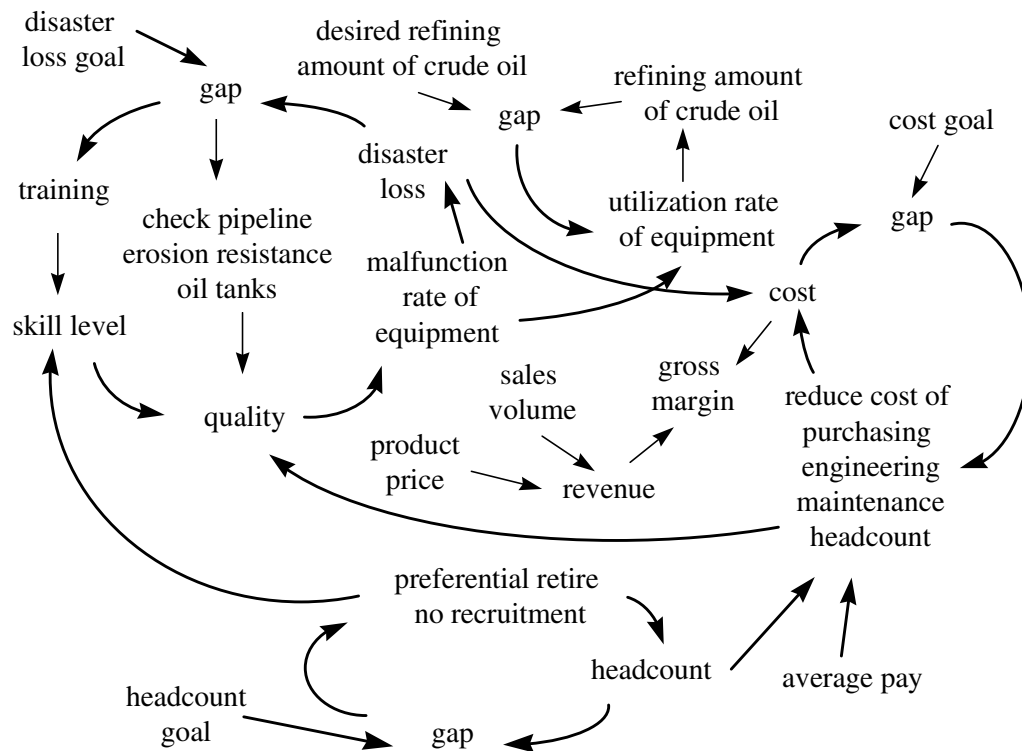 disaster
loss goal
gap
desired refining
amount of crude oil
gap
refining amount
of crude oil
cost goal
gap
training
disaster
loss
check pipeline
erosion resistance
oil tanks
utilization rate
of equipment
malfunction
rate of
equipment
cost
skill level
quality
sales
volume
gross
margin
product
price
revenue
reduce cost of
purchasing
engineering
maintenance
headcount
preferential retire
no recruitment
headcount
average pay
headcount
goal
gap